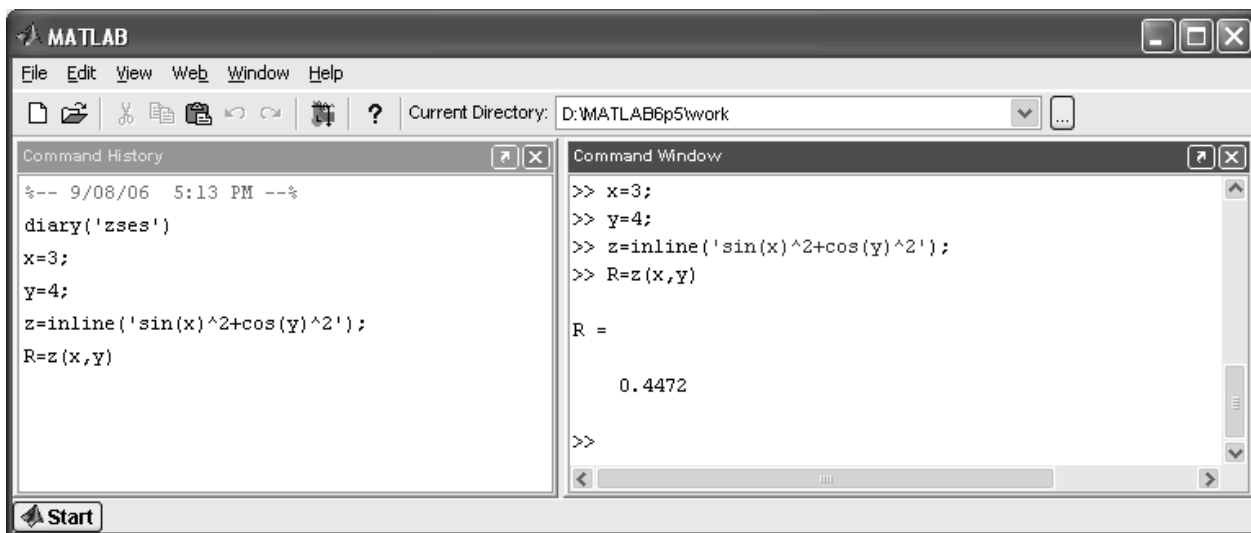 MATLAB
File Edit View Web Window Help
? Current Directory: D:\MATLAB6p5\work ...
Command History
%-- 9/08/06 5:13 PM --%
diary('zses')
x=3;
y=4;
z=inline('sin(x)^2+cos(y)^2');
R=z(x,y)
Command Window
>> x=3;
>> y=4;
>> z=inline('sin(x)^2+cos(y)^2');
>> R=z(x,y)
R =
0.4472
>>
Start